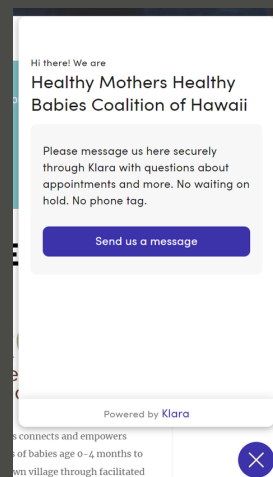 Hi there! We are
Healthy Mothers Healthy
Babies Coalition of Hawaii
Please message us here securely
through Klara with questions about
appointments and more. No waiting on
hold. No phone tag.
Send us a message
Powered by Klara
s connects and empowers
of babies age 0-4 months to
wn village through facilitated